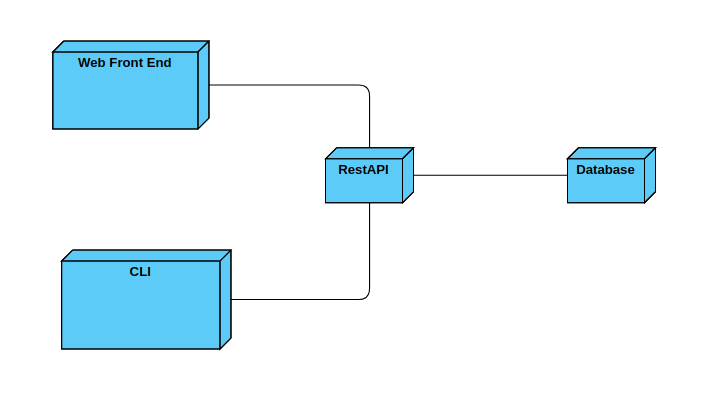 Web Front End
RestAPI
Database
CLI